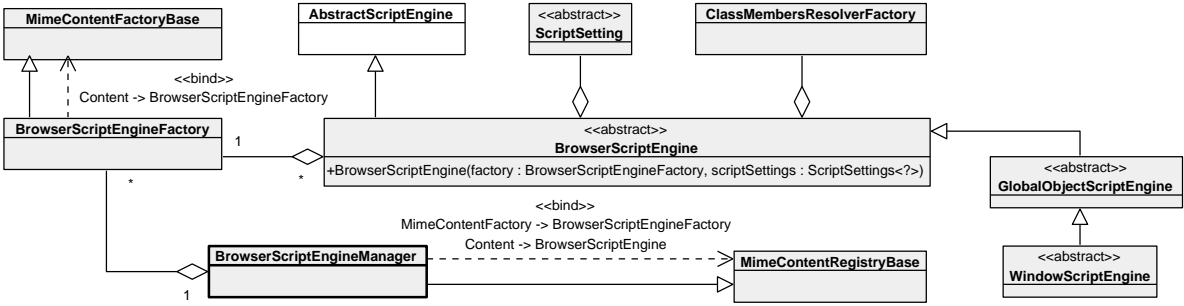 MimeContentFactoryBase
AbstractScriptEngine
<<abstract>>
ScriptSetting
ClassMembersResolverFactory
<<bind>>
Content -> BrowserScriptEngineFactory
BrowserScriptEngineFactory
1
*
<<abstract>>
BrowserScriptEngine
+BrowserScriptEngine(factory : BrowserScriptEngineFactory, scriptSettings : ScriptSettings<?>)
*
<<abstract>>
GlobalObjectScriptEngine
<<bind>>
MimeContentFactory -> BrowserScriptEngineFactory
Content -> BrowserScriptEngine
BrowserScriptEngineManager
1
MimeContentRegistryBase
<<abstract>>
WindowScriptEngine